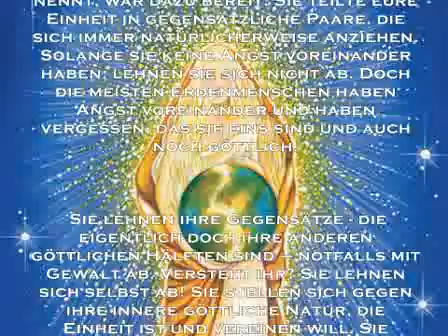 nennt, war dazu bereit. Sie teilte eure
Einheit in gegensätzliche Paare, die
sich immer natürlicherweise anziehen,
Solange sie keine Angst voreinander
haben; lehnen sie sich nicht ab. Doch
die meisten Erdenmenschen haben
Angst voreinander und haben
vergessen, das sie eins sind und auch
noch göttlich.
Sie lehnen ihre Gegensätze - die
eigentlich doch ihre anderen
göttlichen Hälften sind – notfalls mit
Gewalt ab. Versteht ihr? Sie lehnen
sich selbst ab! Sie stellen sich gegen
ihre innere göttliche Natur, die
Einheit ist und vereinen will. Sie